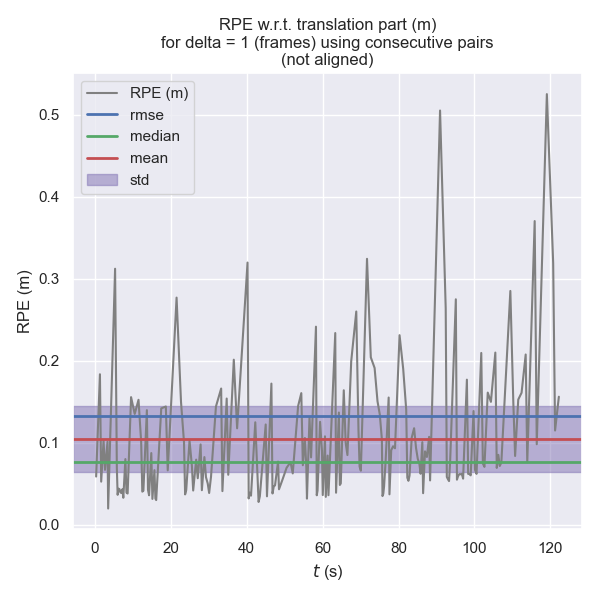 RPE w.r.t. translation part (m)
for delta = 1 (frames) using consecutive pairs
(not aligned)
RPE (m)
rmse
median
mean
std
0.5
0.4
0.3
0.2
0.1
0.0
RPE (m)
0 20 40 60 80 100 120
t (s)